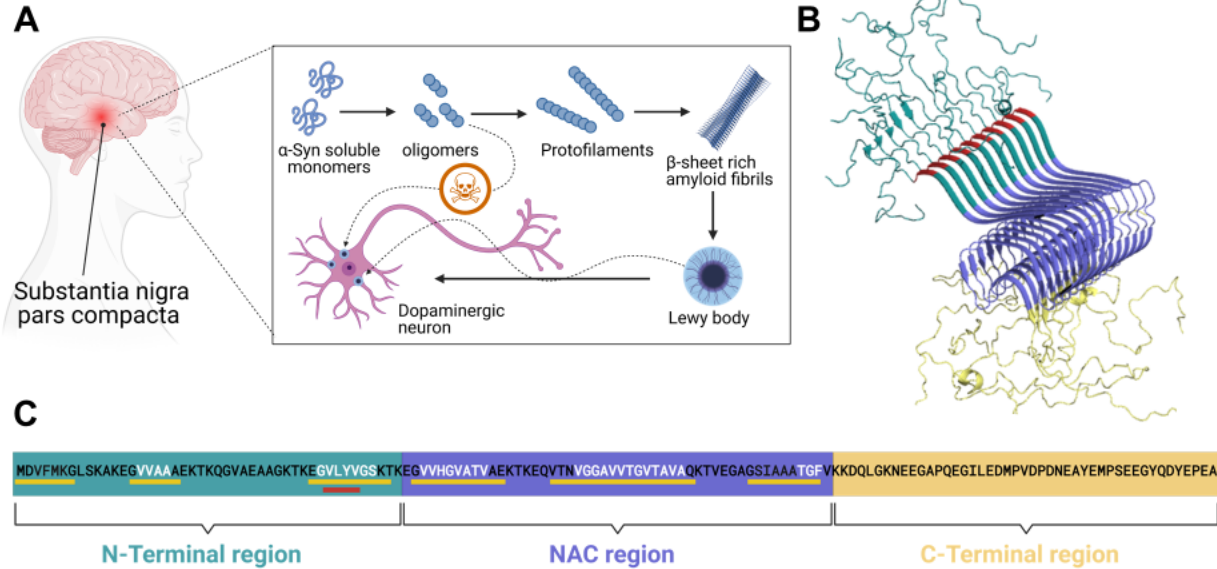 A
B
α-Syn soluble
monomers
oligomers
Protofilaments
β-sheet rich
amyloid fibrils
Substantia nigra
pars compacta
Dopaminergic
neuron
Lewy body
C
MDVFMKGLSKAKEGVVAAAEKTKQGVAEAAGKTKEGVLYVGSKTKEGVVHGVATVAEKTKEQVTNVGGAVVTGVTAVAQKTVEGAGSIAAATGFVKKDQLGKNEEGAPQEGILEDMPVDPDNEAYEMPSEEGYQDYEPEA
N-Terminal region
NAC region
C-Terminal region